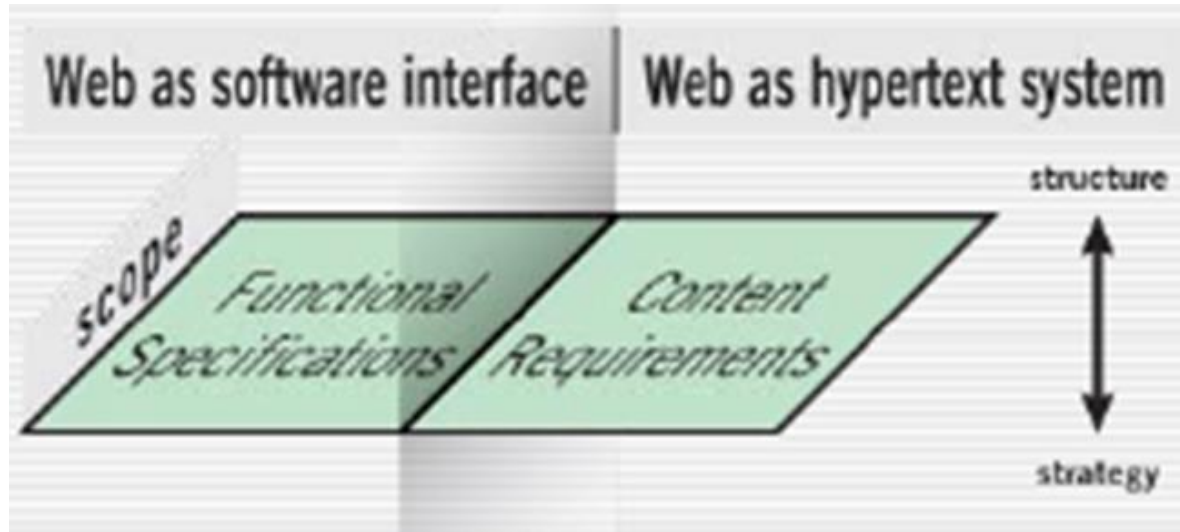 Web as software interface
Web as hypertext system
structure
scope
Functional
Specifications
Content
Requirements
strategy